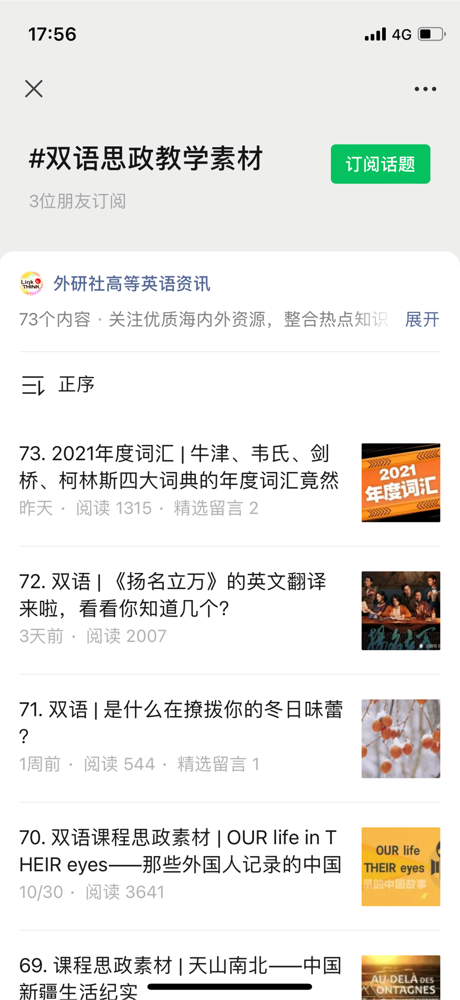 17:56
4G
#双语思政教学素材
订阅话题
3位朋友订阅
Link &
THINK
外研社高等英语资讯
73个内容 · 关注优质海内外资源，整合热点知识
展开
正序
73. 2021年度词汇 | 牛津、韦氏、剑
桥、柯林斯四大词典的年度词汇竟然
昨天 · 阅读 1315 · 精选留言 2
2021
年度词汇
72. 双语 | 《扬名立万》的英文翻译
来啦，看看你知道几个？
3天前 · 阅读 2007
扬名立万
企鹅号
71. 双语 | 是什么在撩拨你的冬日味蕾
？
1周前 · 阅读 544 · 精选留言 1
70. 双语课程思政素材 | OUR life in T
HEIR eyes——那些外国人记录的中国
10/30 · 阅读 3641
OUR life
THEIR eyes
录的中国故事
69. 课程思政素材 | 天山南北——中国
新疆生活纪实
AU DELÀ DES
ONTAGNES